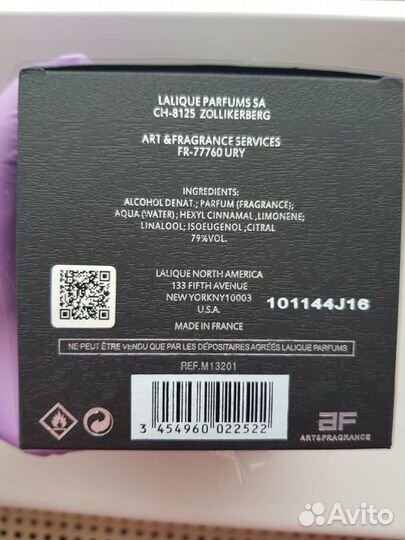 LALIQUE PARFUMS SA
CH-8125 ZOLLIKERBERG
ART & FRAGRANCE SERVICES
FR-77760 URY
INGREDIENTS:
ALCOHOL DENAT.; PARFUM (FRAGRANCE);
AQUA (WATER) ; HEXYL CINNAMAL ,LIMONENE;
LINALOOL; ISOEUGENOL ,CITRAL
79%VOL.
LALIQUE NORTH AMERICA
133 FIFTH AVENUE
NEW YORKNY10003
U.S.A.
101144J16
MADE IN FRANCE
NE PEUT ÊTRE VENDU QUE PAR LES DÉPOSITAIRES AGRÉÉS LALIQUE PARFUMS
REF.M13201
3 454960 022522
AF
ART&FRAGRANCE
Avito